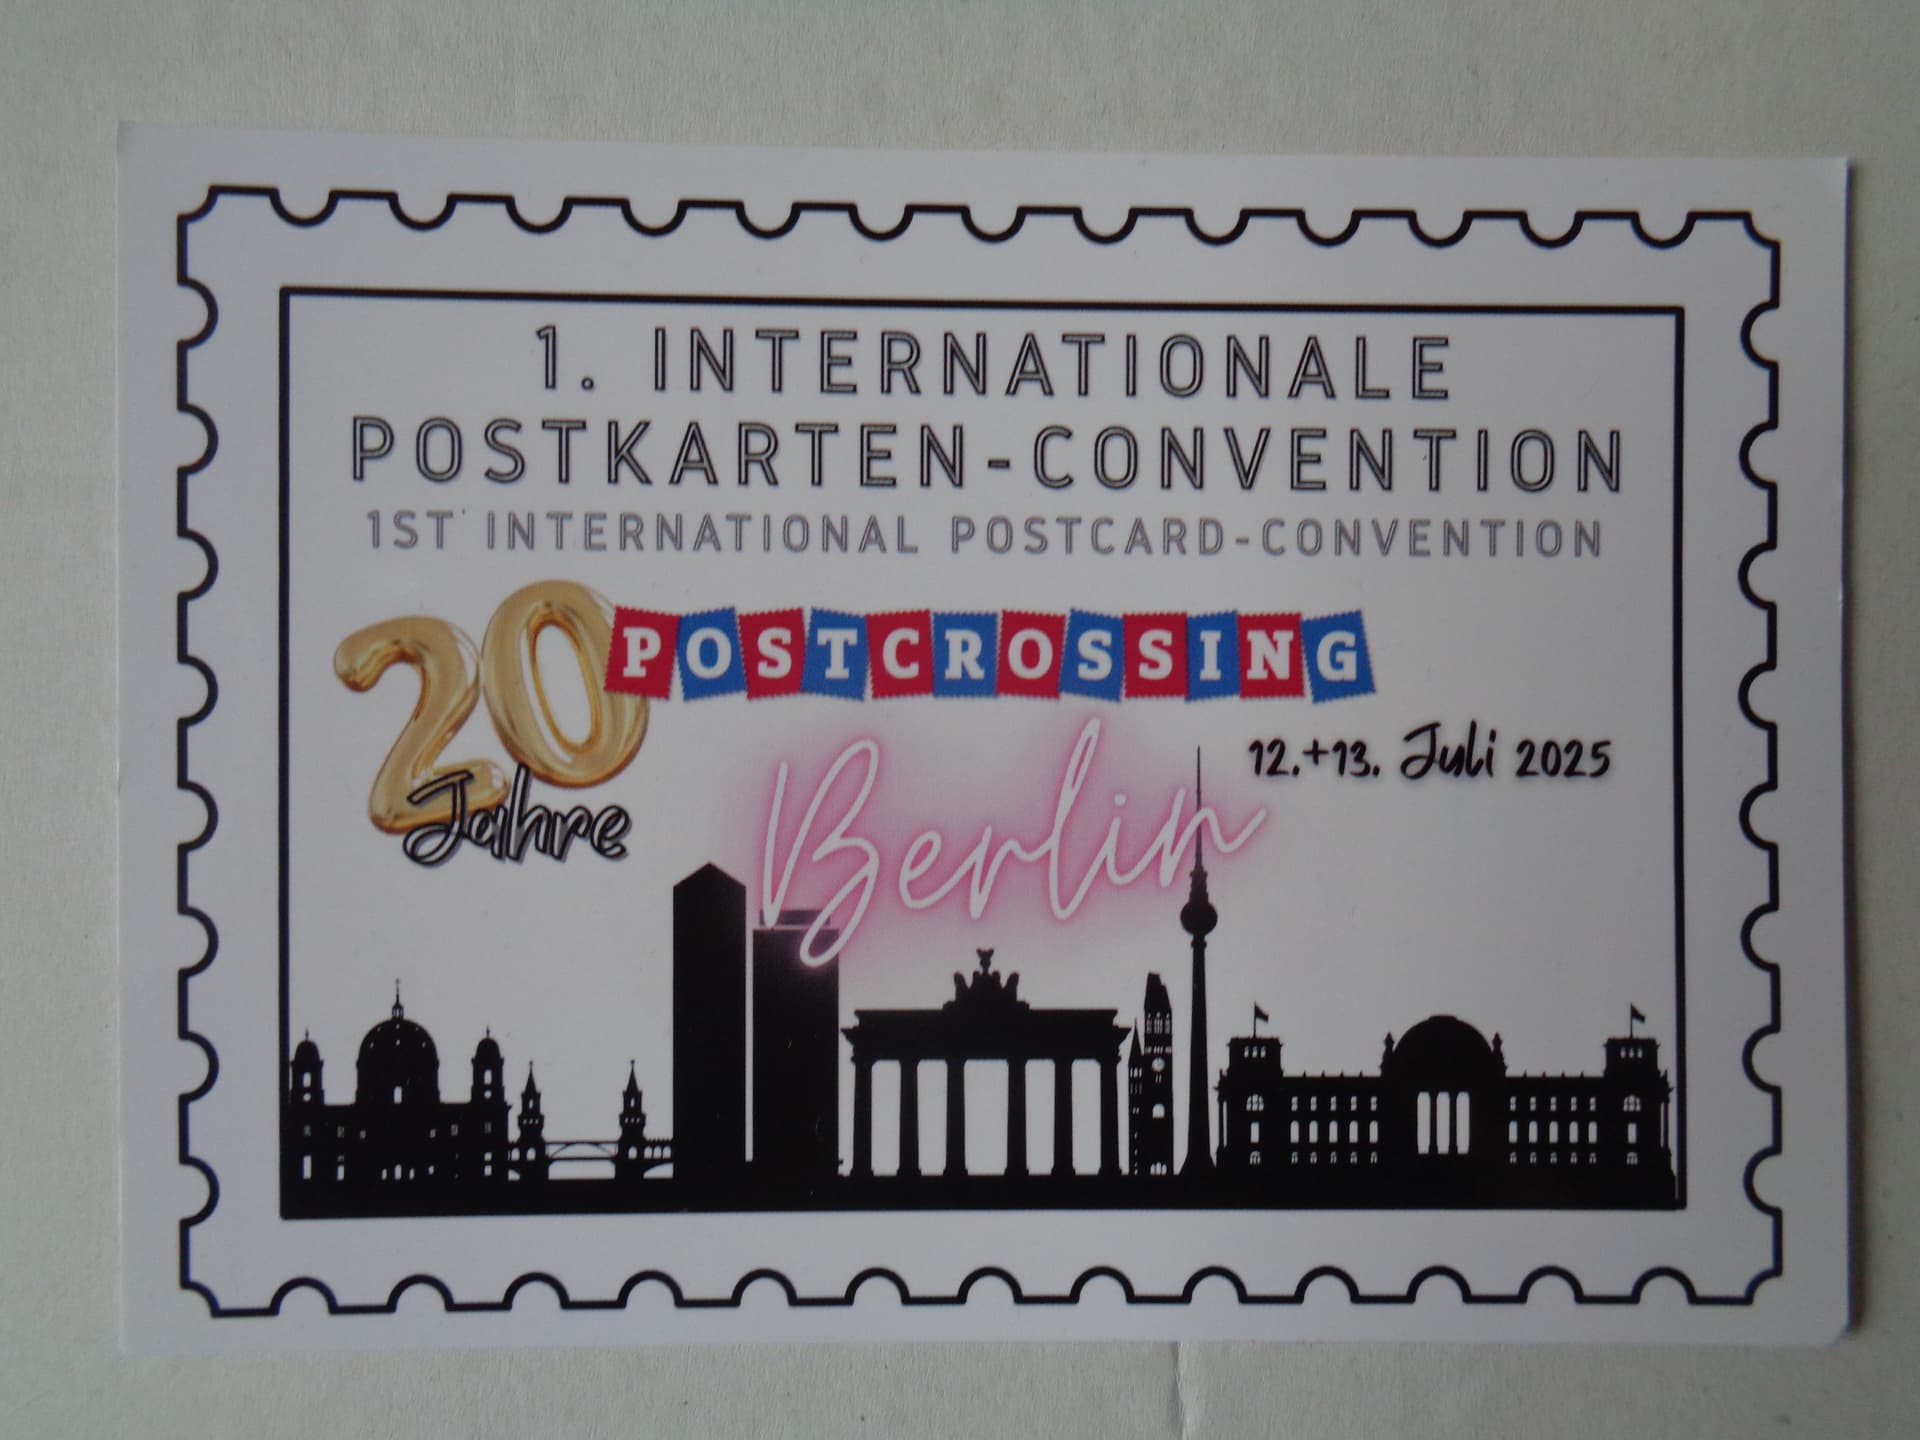 1. INTERNATIONALE
POSTKARTEN-CONVENTION
1ST INTERNATIONAL POSTCARD-CONVENTION
20 POSTCROSSING
Jahre
Berlin
12.+13. Juli 2025